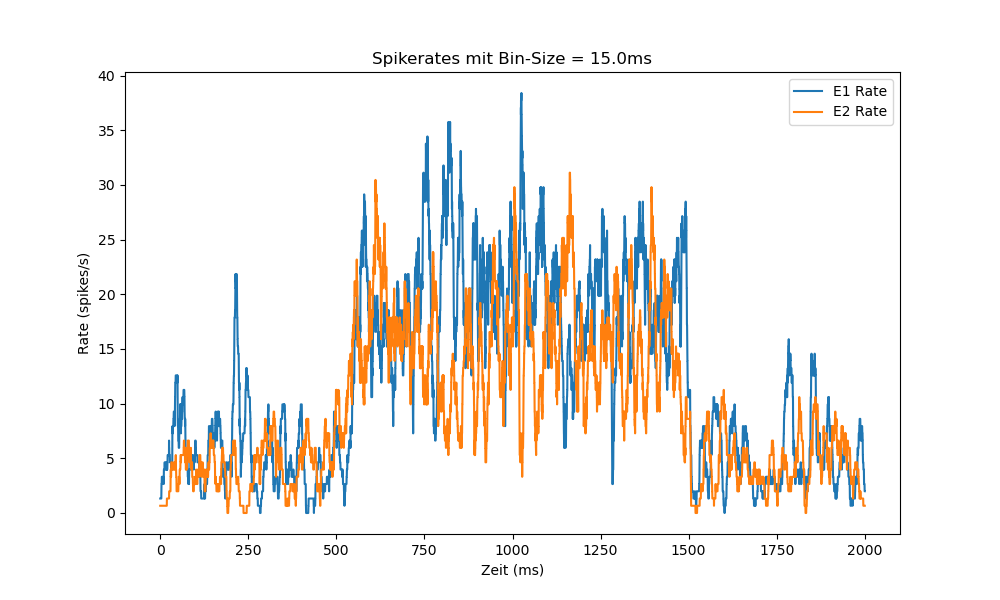 Spikerates mit Bin-Size = 15.0ms
E1 Rate
E2 Rate
40
35
30
25
20
15
10
5
0
Rate (spikes/s)
0 250 500 750 1000 1250 1500 1750 2000
Zeit (ms)